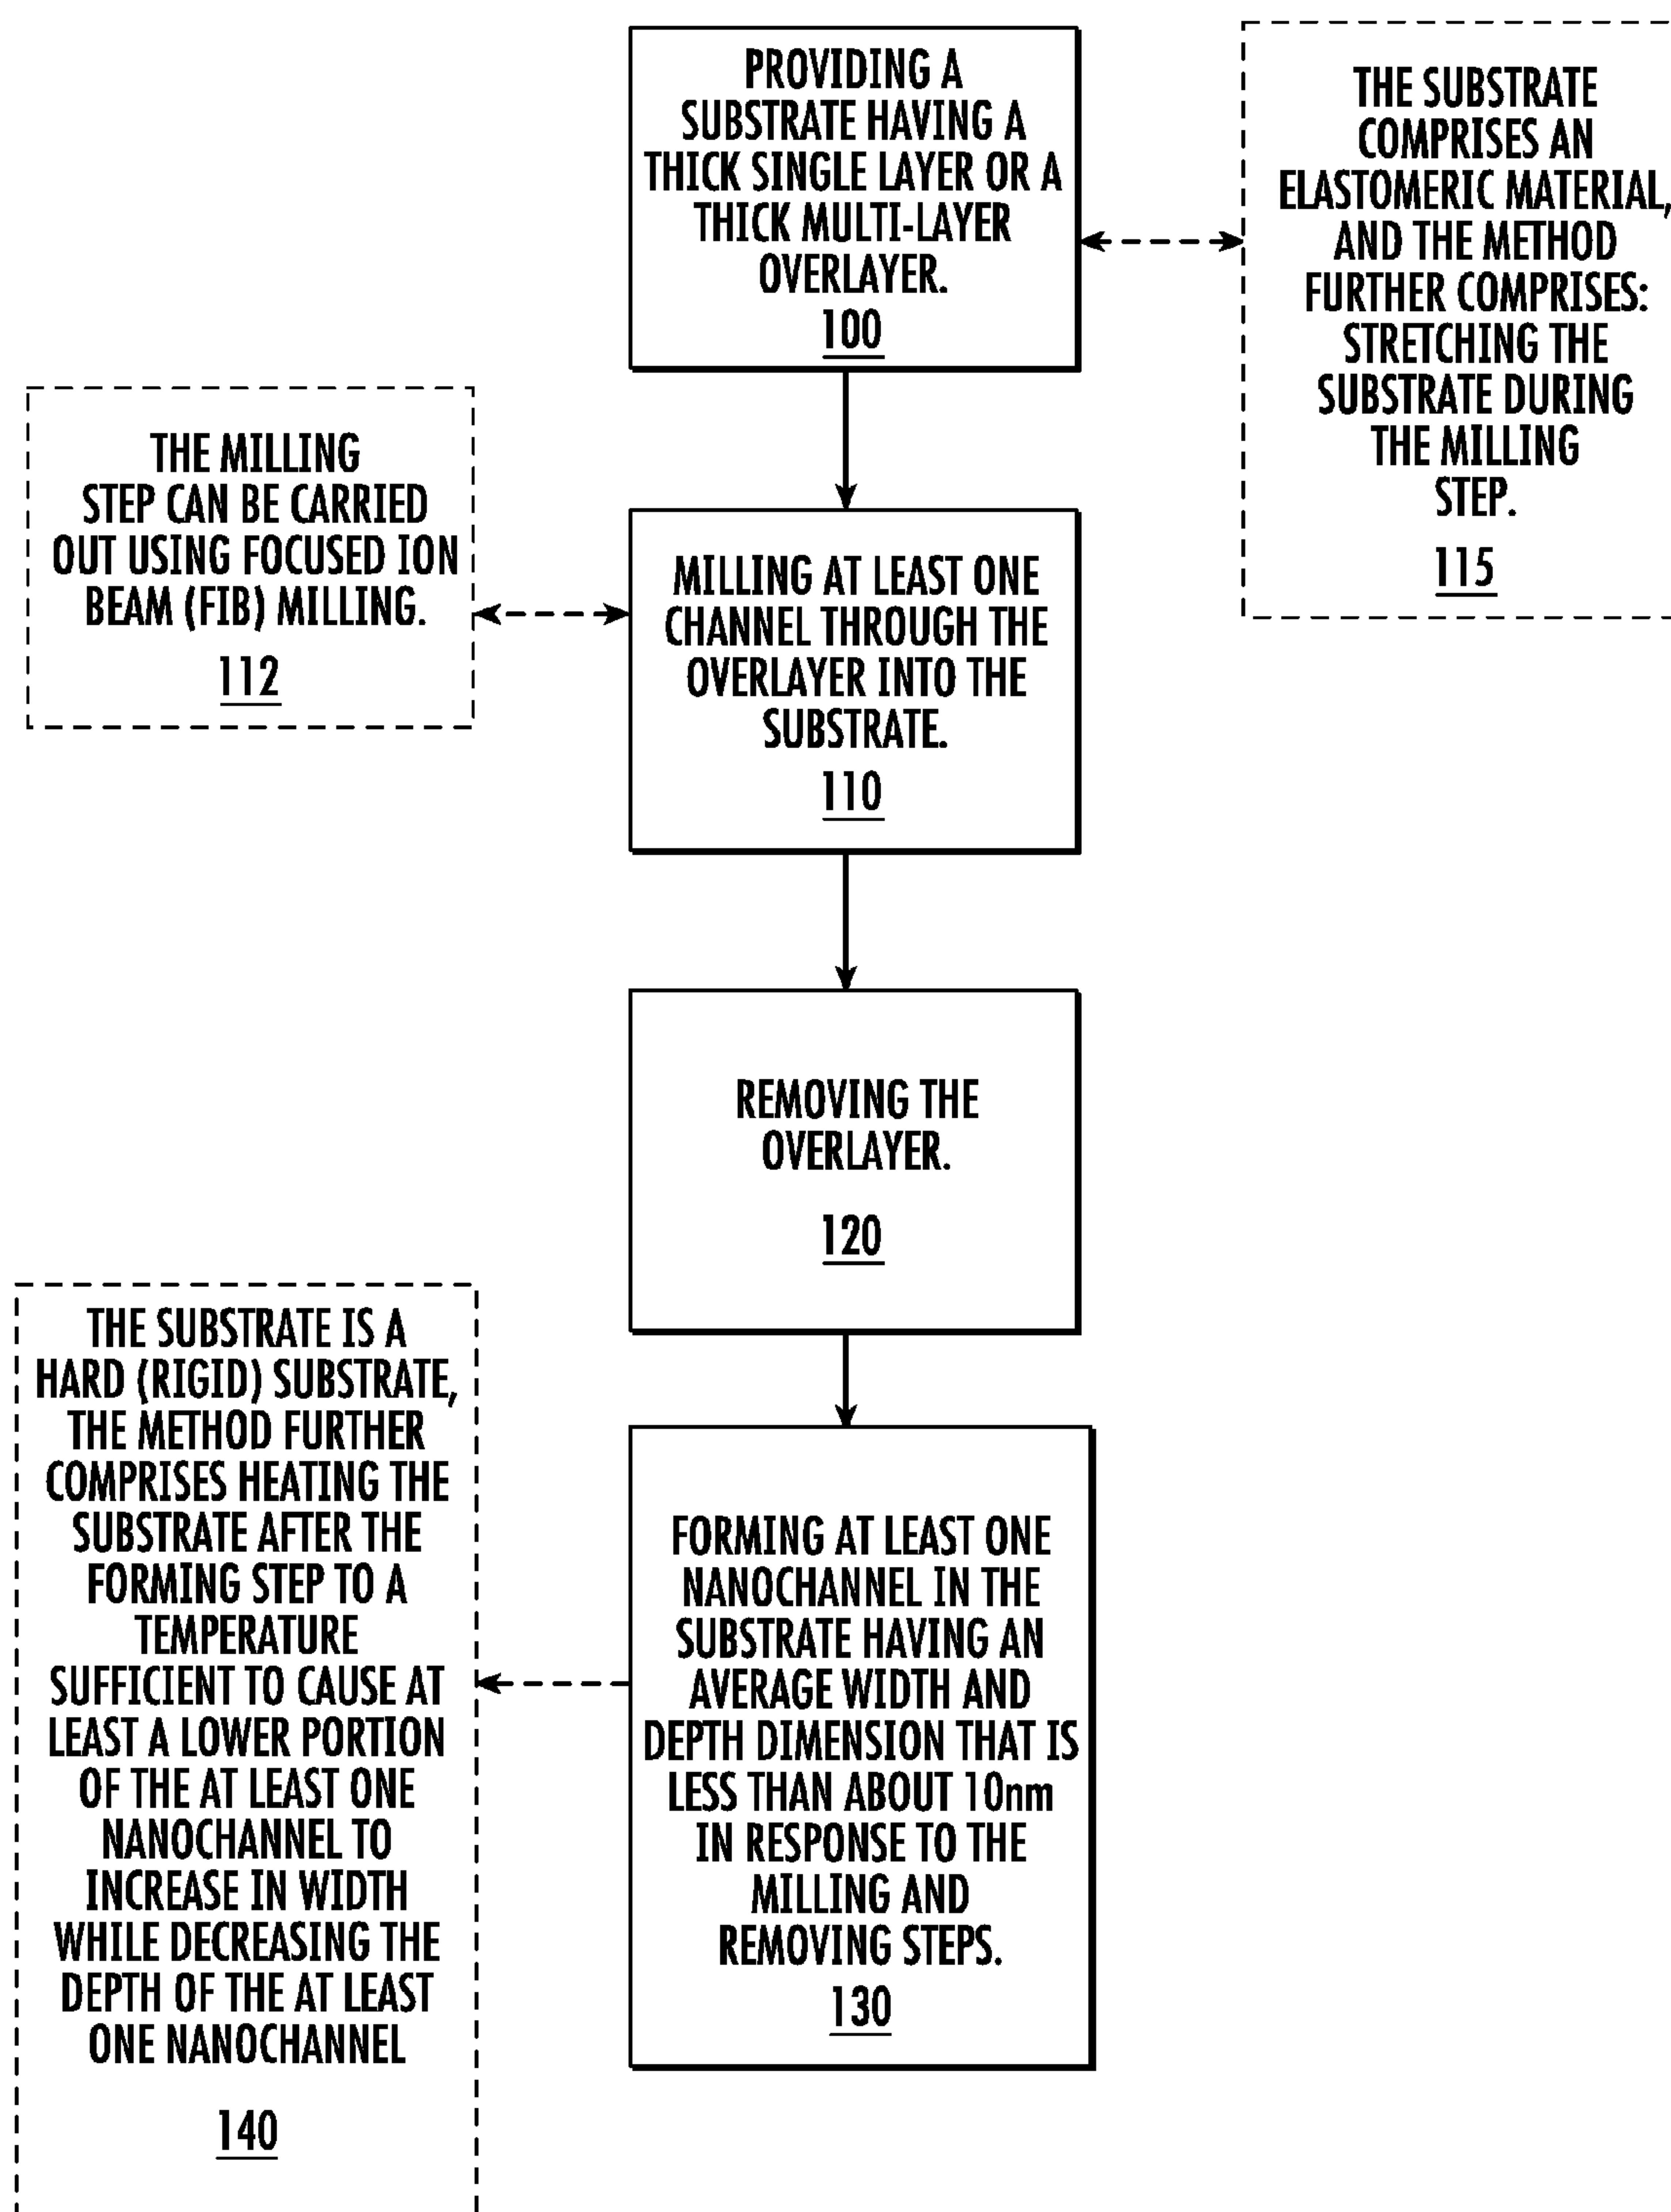 PROVIDING A
SUBSTRATE HAVING A
THICK SINGLE LAYER OR A
THICK MULTI-LAYER
OVERLAYER.
100
THE SUBSTRATE
COMPRISES AN
ELASTOMERIC MATERIAL,
AND THE METHOD
FURTHER COMPRISES:
STRETCHING THE
SUBSTRATE DURING
THE MILLING
STEP.
115
THE MILLING
STEP CAN BE CARRIED
OUT USING FOCUSED ION
BEAM (FIB) MILLING.
112
MILLING AT LEAST ONE
CHANNEL THROUGH THE
OVERLAYER INTO THE
SUBSTRATE.
110
REMOVING THE
OVERLAYER.
120
THE SUBSTRATE IS A
HARD (RIGID) SUBSTRATE,
THE METHOD FURTHER
COMPRISES HEATING THE
SUBSTRATE AFTER THE
FORMING STEP TO A
TEMPERATURE
SUFFICIENT TO CAUSE AT
LEAST A LOWER PORTION
OF THE AT LEAST ONE
NANOCHANNEL TO
INCREASE IN WIDTH
WHILE DECREASING THE
DEPTH OF THE AT LEAST
ONE NANOCHANNEL
140
FORMING AT LEAST ONE
NANOCHANNEL IN THE
SUBSTRATE HAVING AN
AVERAGE WIDTH AND
DEPTH DIMENSION THAT IS
LESS THAN ABOUT 10nm
IN RESPONSE TO THE
MILLING AND
REMOVING STEPS.
130